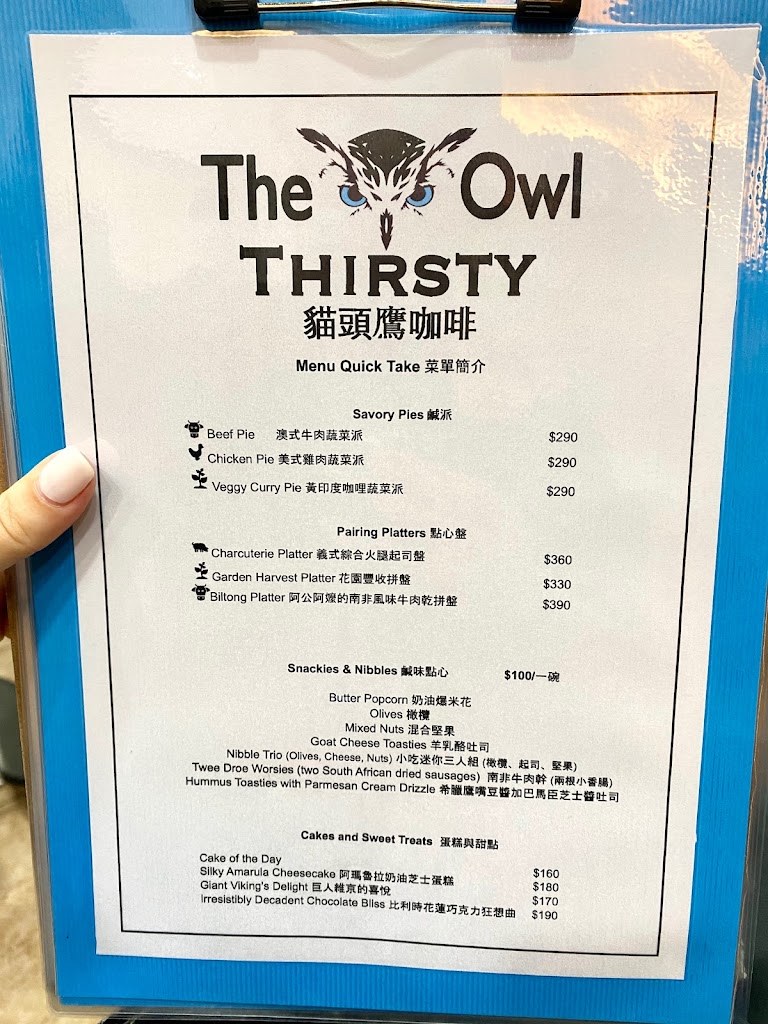 The Owl
THIRSTY
貓頭鷹咖啡
Menu Quick Take 菜單簡介
Savory Pies 鹹派
Beef Pie 澳式牛肉蔬菜派 $290
Chicken Pie 美式雞肉蔬菜派 $290
Veggy Curry Pie 黃印度咖哩蔬菜派 $290
Pairing Platters 點心盤
Charcuterie Platter 義式綜合火腿起司盤 $360
Garden Harvest Platter 花園豐收拼盤 $330
Biltong Platter 阿公阿嬤的南非風味牛肉乾拼盤 $390
Snackies & Nibbles 鹹味點心 $100/一碗
Butter Popcorn 奶油爆米花
Olives 橄欖
Mixed Nuts 混合堅果
Goat Cheese Toasties 羊乳酪吐司
Nibble Trio (Olives, Cheese, Nuts) 小吃迷你三人組 (橄欖、起司、堅果)
Twee Droe Worsies (two South African dried sausages) 南非牛肉幹 (兩根小香腸)
Hummus Toasties with Parmesan Cream Drizzle 希臘鷹嘴豆醬加巴馬臣芝士醬吐司
Cakes and Sweet Treats 蛋糕與甜點
Cake of the Day $160
Silky Amarula Cheesecake 阿瑪魯拉奶油芝士蛋糕 $180
Giant Viking's Delight 巨人維京的喜悅 $170
Irresistibly Decadent Chocolate Bliss 比利時花蓮巧克力狂想曲 $190